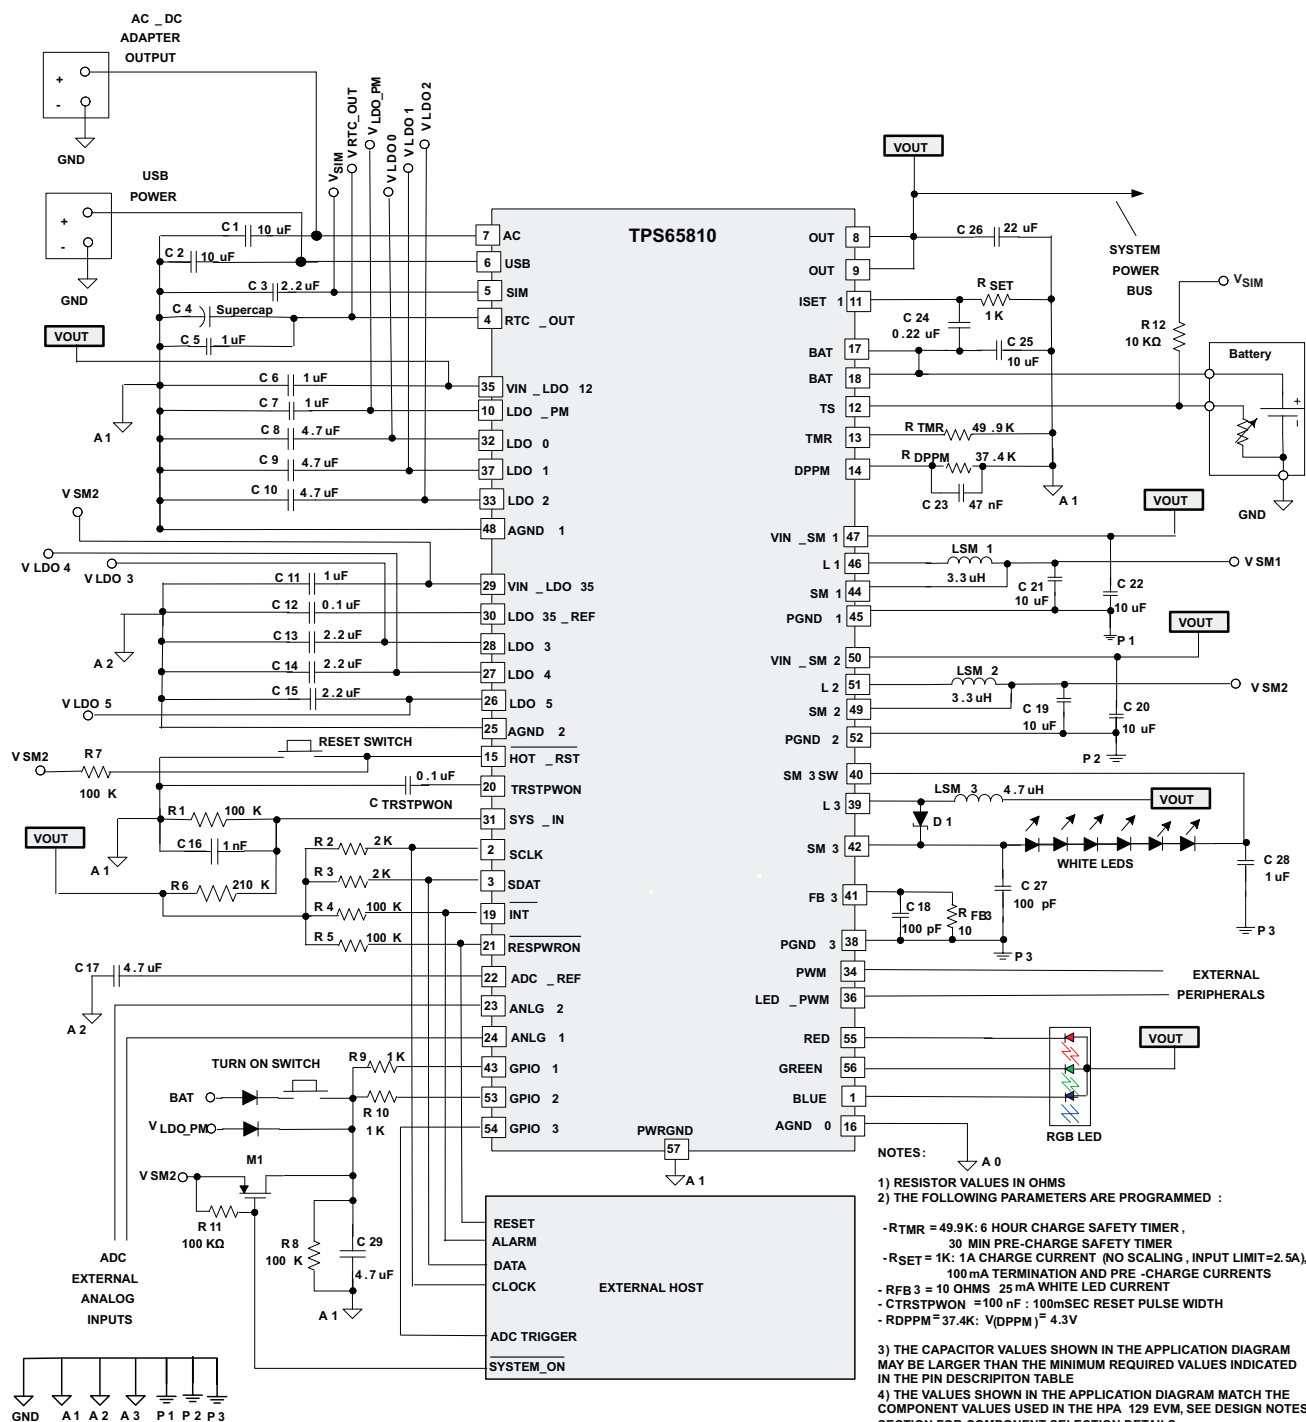 AC _ DC
ADAPTER
OUTPUT
+
-
GND
USB
POWER
+
-
GND
VSIM
VRTC_OUT
VLDO_PM
VLDO0
VLDO1
VLDO2
TPS65810
C 1 10 uF
7 AC
C 2 10 uF
6 USB
C 3 2.2uF
5 SIM
C 4 Supercap
4 RTC _OUT
VOUT
C 5 1 uF
C 6 1 uF
35 VIN _LDO 12
C 7 1 uF
10 LDO _PM
A 1
C 8 4.7 uF
32 LDO 0
C 9 4.7 uF
37 LDO 1
C 10 4.7 uF
33 LDO 2
V SM2
48 AGND 1
V LDO 4
V LDO 3
C 11 1 uF
29 VIN _LDO 35
C 12 0.1 uF
30 LDO 35 _REF
A 2
C 13 2.2 uF
28 LDO 3
C 14 2.2 uF
27 LDO 4
C 15 2.2 uF
26 LDO 5
V LDO 5
25 AGND 2
V SM2
R7
100 K
RESET SWITCH
15 HOT _RST
0.1 uF
C TRSTPWON
20 TRSTPWON
R 1 100 K
31 SYS _IN
VOUT
C 16 1 nF
A 1
R 2 2 K
2 SCLK
R 6 210 K
R 3 2 K
3 SDAT
R 4 100 K
19 INT
R 5 100 K
21 RESPWRON
C 17 4.7 uF
22 ADC _REF
A 2
23 ANLG 2
24 ANLG 1
TURN ON SWITCH
R 9 1 K
43 GPIO 1
BAT
R 10
1 K
53 GPIO 2
V LDO_PM
54 GPIO 3
M1
V SM2
R 11
100 KΩ
R 8
100 K
C 29
4.7 uF
A 1
ADC
EXTERNAL
ANALOG
INPUTS
PWRGND
57
A 1
RESET
ALARM
DATA
CLOCK
EXTERNAL HOST
ADC TRIGGER
SYSTEM_ON
GND A 1 A 2 A 3 P 1 P 2 P 3
VOUT
OUT 8
C 26 22 uF
OUT 9
SYSTEM
POWER
BUS
VSIM
ISET 1 11
R SET
1 K
C 24
0.22 uF
R 12
10 KΩ
BAT 17
C 25
10 uF
BAT 18
Battery
+
-
TS 12
TMR 13
R TMR 49 .9 K
DPPM 14
R DPPM 37 .4 K
C 23 47 nF
A 1
GND
VOUT
VIN _SM 1 47
L 1 46
LSM 1
3.3 uH
V SM1
SM 1 44
C 21
10 uF
C 22
10 uF
PGND 1 45
P 1
VOUT
VIN _ SM 2 50
L 2 51
LSM 2
3.3 uH
V SM2
SM 2 49
C 19
10 uF
C 20
10 uF
PGND 2 52
P 2
SM 3 SW 40
L 3 39
LSM 3 4.7 uH
VOUT
D 1
SM 3 42
WHITE LEDS
C 28
1 uF
C 27
100 pF
FB 3 41
C 18
100 pF
R FB3
10
P 3
PGND 3 38
P 3
PWM 34
EXTERNAL
LED _PWM 36
PERIPHERALS
RED 55
VOUT
GREEN 56
BLUE 1
AGND 0 16
RGB LED
A 0
NOTES:
1) RESISTOR VALUES IN OHMS
2) THE FOLLOWING PARAMETERS ARE PROGRAMMED :
-RTMR = 49.9K: 6 HOUR CHARGE SAFETY TIMER ,
30 MIN PRE-CHARGE SAFETY TIMER
-RSET = 1K: 1A CHARGE CURRENT (NO SCALING , INPUT LIMIT=2.5A),
100mA TERMINATION AND PRE -CHARGE CURRENTS
- RFB3 = 10 OHMS 25 mA WHITE LED CURRENT
- CTRSTPWON =100 nF : 100mSEC RESET PULSE WIDTH
- RDPPM= 37.4K: V(DPPM) = 4.3V
3) THE CAPACITOR VALUES SHOWN IN THE APPLICATION DIAGRAM
MAY BE LARGER THAN THE MINIMUM REQUIRED VALUES INDICATED
IN THE PIN DESCRIPITON TABLE
4) THE VALUES SHOWN IN THE APPLICATION DIAGRAM MATCH THE
COMPONENT VALUES USED IN THE HPA 129 EVM, SEE DESIGN NOTES
SECTION FOR COMPONENT SELECTION DETAILS